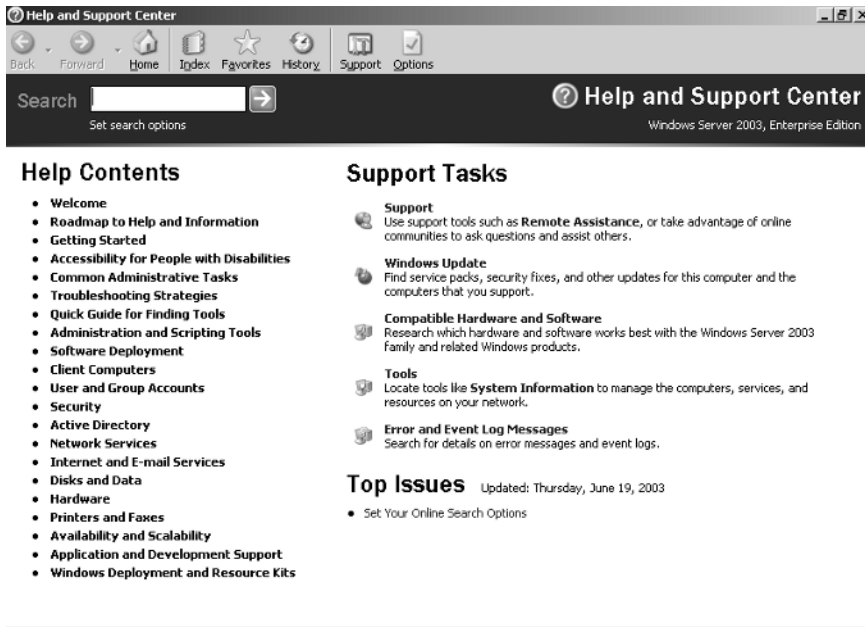 Help and Support Center
Back Forward Home Index Favorites History Support Options
Search
Set search options
Help and Support Center
Windows Server 2003, Enterprise Edition
Help Contents
• Welcome
• Roadmap to Help and Information
• Getting Started
• Accessibility for People with Disabilities
• Common Administrative Tasks
• Troubleshooting Strategies
• Quick Guide for Finding Tools
• Administration and Scripting Tools
• Software Deployment
• Client Computers
• User and Group Accounts
• Security
• Active Directory
• Network Services
• Internet and E-mail Services
• Disks and Data
• Hardware
• Printers and Faxes
• Availability and Scalability
• Application and Development Support
• Windows Deployment and Resource Kits
Support Tasks
Support
Use support tools such as Remote Assistance, or take advantage of online
communities to ask questions and assist others.
Windows Update
Find service packs, security fixes, and other updates for this computer and the
computers that you support.
Compatible Hardware and Software
Research which hardware and software works best with the Windows Server 2003
family and related Windows products.
Tools
Locate tools like System Information to manage the computers, services, and
resources on your network.
Error and Event Log Messages
Search for details on error messages and event logs.
Top Issues Updated: Thursday, June 19, 2003
• Set Your Online Search Options